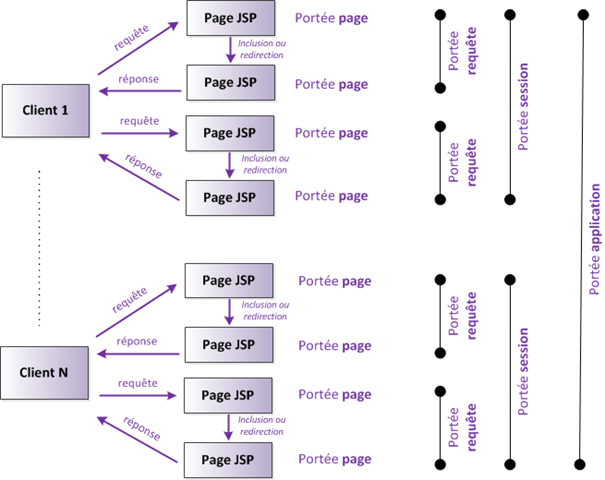 Page JSP
Portée page
requête
Inclusion ou
redirection
Page JSP
Portée page
réponse
Client 1
requête
Page JSP
Portée page
Inclusion ou
redirection
réponse
Page JSP
Portée page
Portée
requête
Portée
requête
Portée session
Portée application
Page JSP
Portée page
requête
Inclusion ou
redirection
Page JSP
Portée page
réponse
Client N
requête
Page JSP
Portée page
Inclusion ou
redirection
réponse
Page JSP
Portée page
Portée
requête
Portée
requête
Portée session